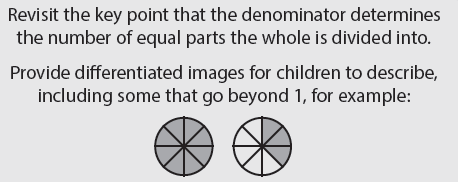 Revisit the key point that the denominator determines
the number of equal parts the whole is divided into.
Provide differentiated images for children to describe,
including some that go beyond 1, for example: